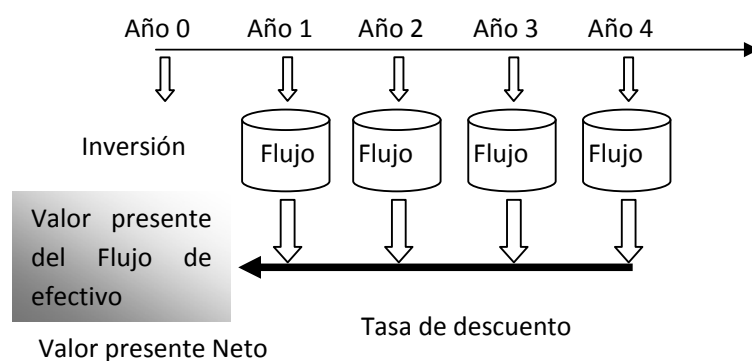 Año 0 Año 1 Año 2 Año 3 Año 4
Inversión Flujo Flujo Flujo Flujo
Valor presente
del Flujo de
efectivo
Tasa de descuento
Valor presente Neto